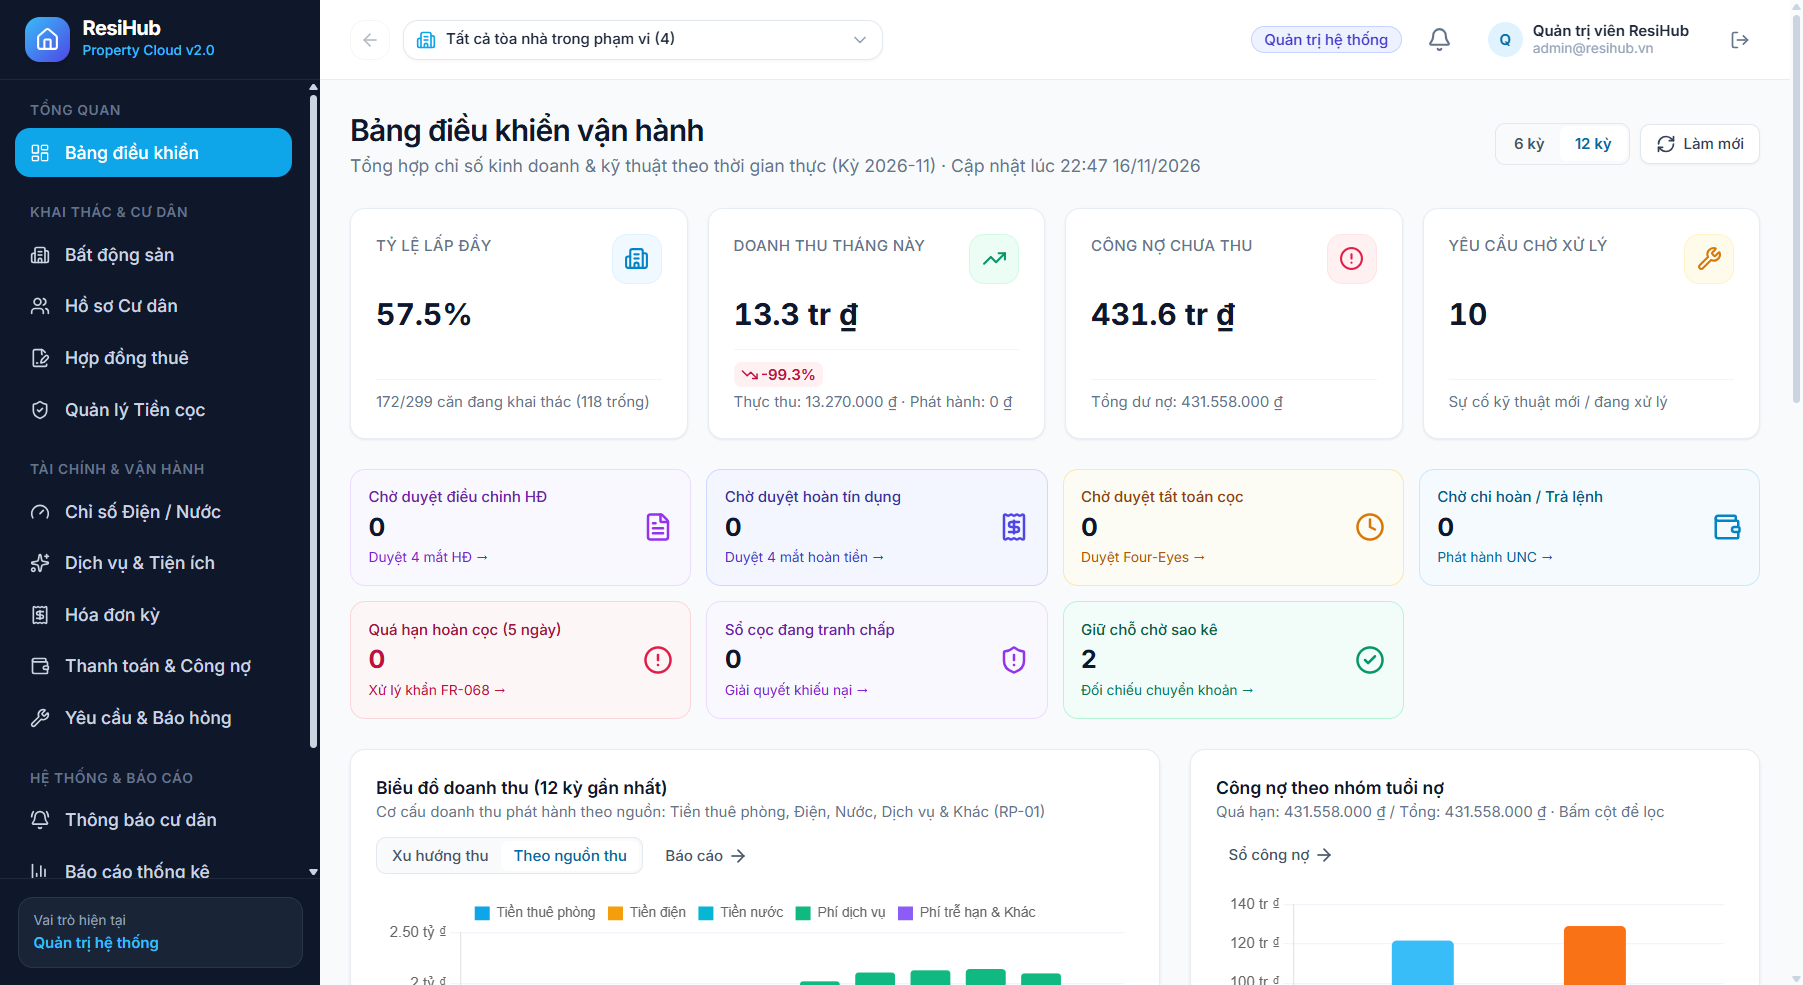 ResiHub
Property Cloud v2.0
TỔNG QUAN
Bảng điều khiển
KHAI THÁC & CƯ DÂN
Bất động sản
Hồ sơ Cư dân
Hợp đồng thuê
Quản lý Tiền cọc
TÀI CHÍNH & VẬN HÀNH
Chỉ số Điện / Nước
Dịch vụ & Tiện ích
Hóa đơn kỳ
Thanh toán & Công nợ
Yêu cầu & Báo hỏng
HỆ THỐNG & BÁO CÁO
Thông báo cư dân
Báo cáo thống kê
Vai trò hiện tại
Quản trị hệ thống
Tất cả tòa nhà trong phạm vi (4)
Quản trị hệ thống
Q
Quản trị viên ResiHub
admin@resihub.vn
Bảng điều khiển vận hành
Tổng hợp chỉ số kinh doanh & kỹ thuật theo thời gian thực (Kỳ 2026-11) · Cập nhật lúc 22:47 16/11/2026
6 kỳ
12 kỳ
Làm mới
TỶ LỆ LẤP ĐẦY
57.5%
172/299 căn đang khai thác (118 trống)
DOANH THU THÁNG NÀY
13.3 tr ₫
-99.3%
Thực thu: 13.270.000 ₫ · Phát hành: 0 ₫
CÔNG NỢ CHƯA THU
431.6 tr ₫
Tổng dư nợ: 431.558.000 ₫
YÊU CẦU CHỜ XỬ LÝ
10
Sự cố kỹ thuật mới / đang xử lý
Chờ duyệt điều chỉnh HĐ
0
Duyệt 4 mắt HĐ →
Chờ duyệt hoàn tín dụng
0
Duyệt 4 mắt hoàn tiền →
Chờ duyệt tất toán cọc
0
Duyệt Four-Eyes →
Chờ chi hoàn / Trả lệnh
0
Phát hành UNC →
Quá hạn hoàn cọc (5 ngày)
0
Xử lý khẩn FR-068 →
Sổ cọc đang tranh chấp
0
Giải quyết khiếu nại →
Giữ chỗ chờ sao kê
2
Đối chiếu chuyển khoản →
Biểu đồ doanh thu (12 kỳ gần nhất)
Cơ cấu doanh thu phát hành theo nguồn: Tiền thuê phòng, Điện, Nước, Dịch vụ & Khác (RP-01)
Xu hướng thu
Theo nguồn thu
Báo cáo →
Tiền thuê phòng
Tiền điện
Tiền nước
Phí dịch vụ
Phí trễ hạn & Khác
2.50 tỷ ₫
2 tỷ ₫
Công nợ theo nhóm tuổi nợ
Quá hạn: 431.558.000 ₫ / Tổng: 431.558.000 ₫ · Bấm cột để lọc
Sổ công nợ →
140 tr ₫
120 tr ₫
100 tr ₫